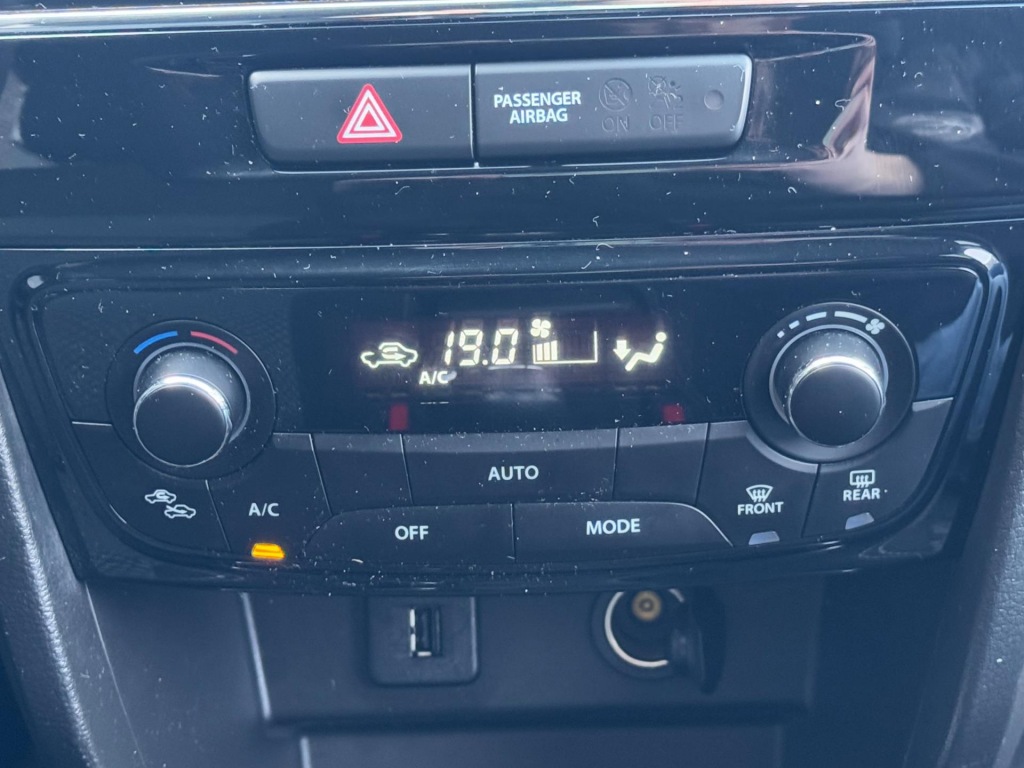 PASSENGER
AIRBAG
ON
OFF
19.0
A/C
AUTO
A/C
OFF
MODE
FRONT
REAR